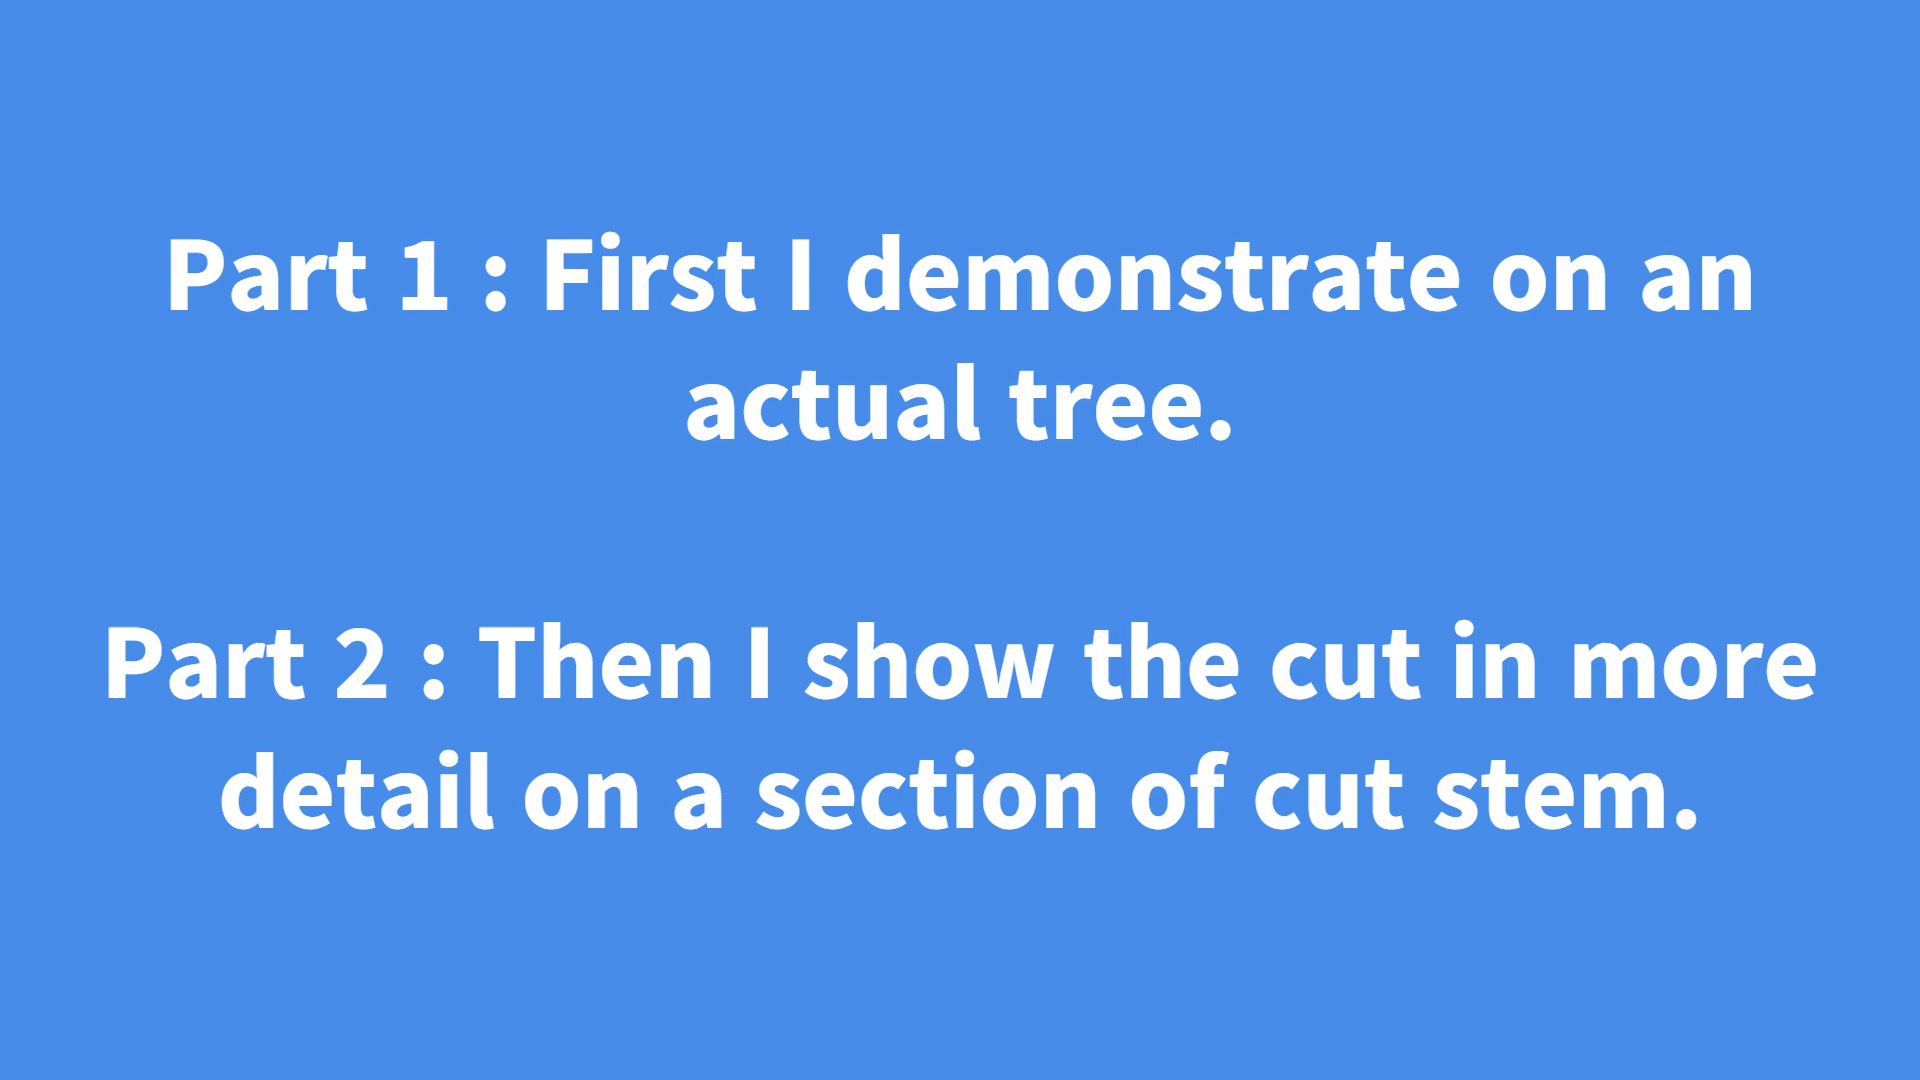 Part 1 : First I demonstrate on an
actual tree.
Part 2 : Then I show the cut in more
detail on a section of cut stem.